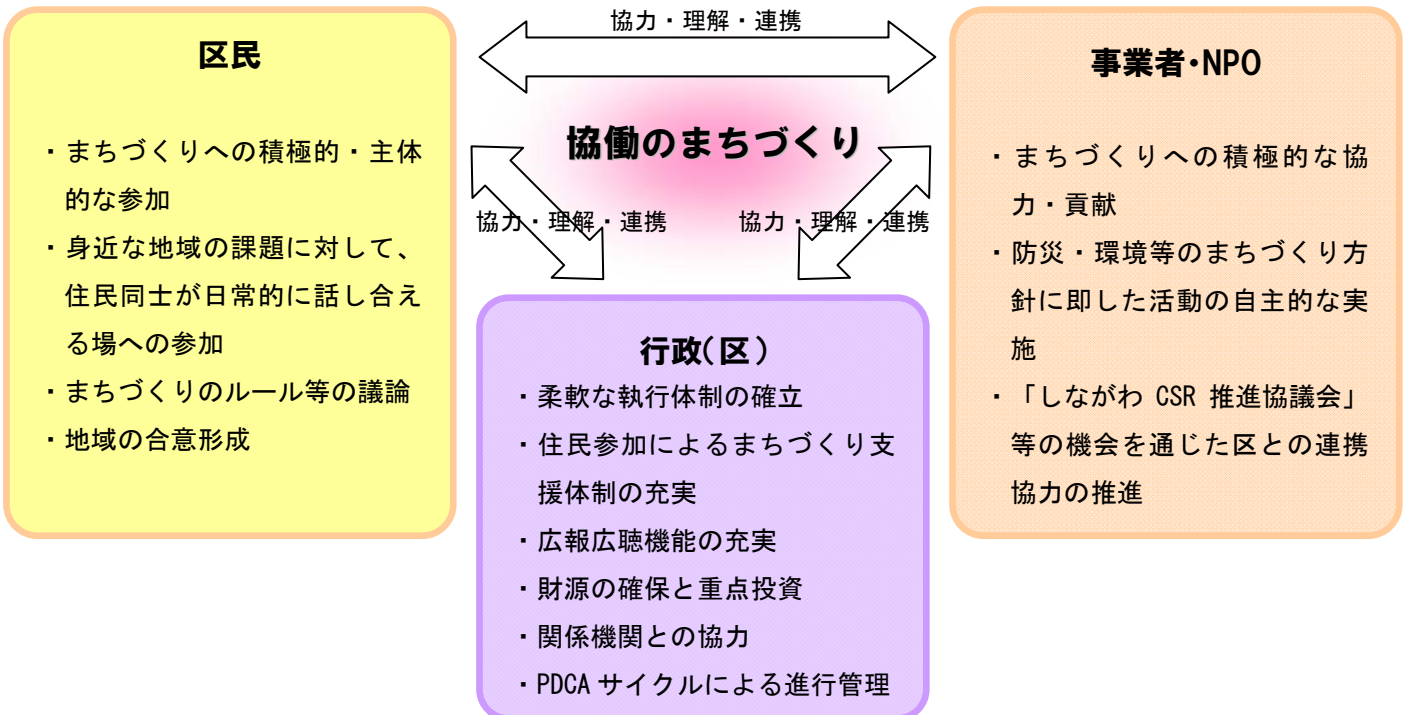 協力・理解・連携
区民
・まちづくりへの積極的・主体
的な参加
・身近な地域の課題に対して、
住民同士が日常的に話し合え
る場への参加
・まちづくりのルール等の議論
・地域の合意形成
協働のまちづくり
協力・理解・連携
協力・理解・連携
事業者・NPO
・まちづくりへの積極的な協
力・貢献
・防災・環境等のまちづくり方
針に即した活動の自主的な実
施
・「しながわ CSR 推進協議会」
等の機会を通じた区との連携
協力の推進
行政(区)
・柔軟な執行体制の確立
・住民参加によるまちづくり支
援体制の充実
・広報広聴機能の充実
・財源の確保と重点投資
・関係機関との協力
・PDCA サイクルによる進行管理